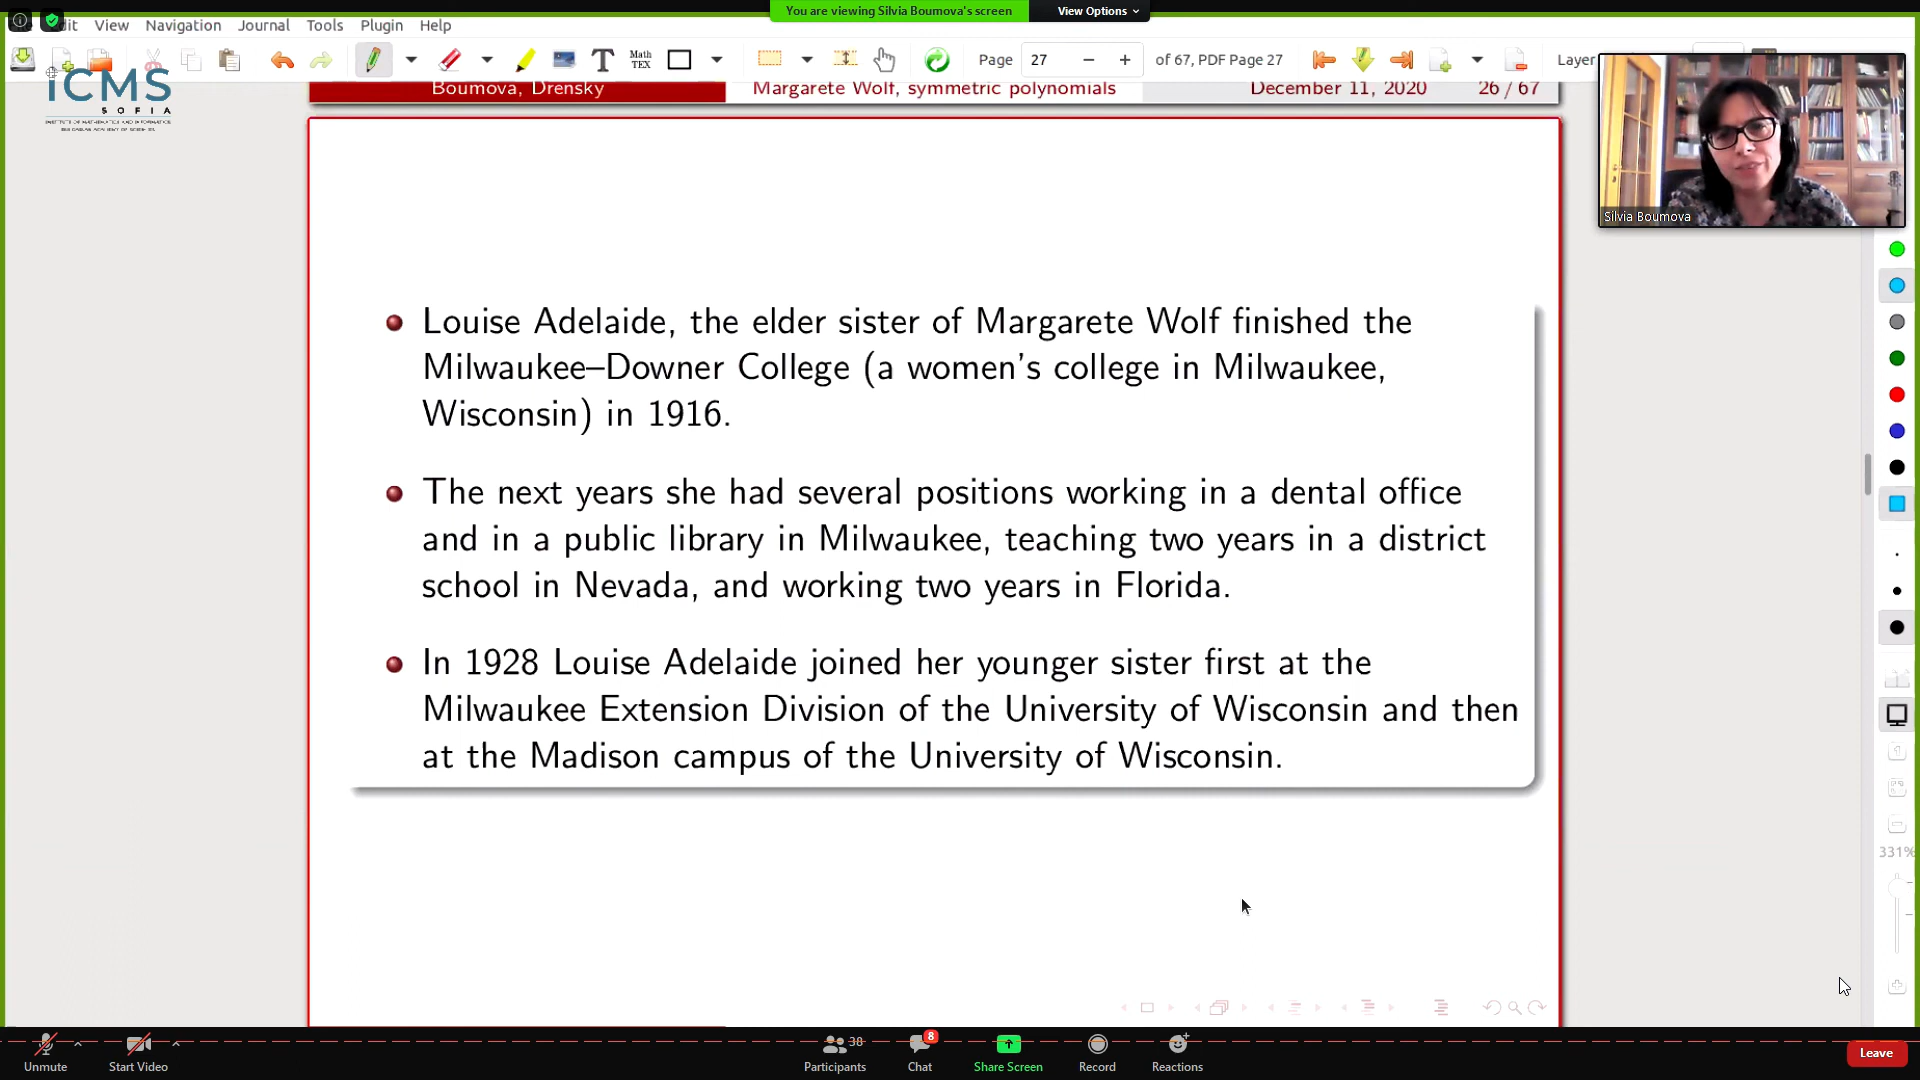 You are viewing Silvia Boumova's screen
View Options
View
Navigation
Journal
Tools
Plugin
Help
Math
TEX
Page
27
of 67, PDF Page 27
Layer
iCMS
SOFIA
Boumova, Drensky
Margarete Wolf, symmetric polynomials
December 11, 2020
26 / 67
Silvia Boumova
Louise Adelaide, the elder sister of Margarete Wolf finished the
Milwaukee–Downer College (a women's college in Milwaukee,
Wisconsin) in 1916.
The next years she had several positions working in a dental office
and in a public library in Milwaukee, teaching two years in a district
school in Nevada, and working two years in Florida.
In 1928 Louise Adelaide joined her younger sister first at the
Milwaukee Extension Division of the University of Wisconsin and then
at the Madison campus of the University of Wisconsin.
331%
Unmute
Start Video
38
Participants
8
Chat
Share Screen
Record
Reactions
Leave